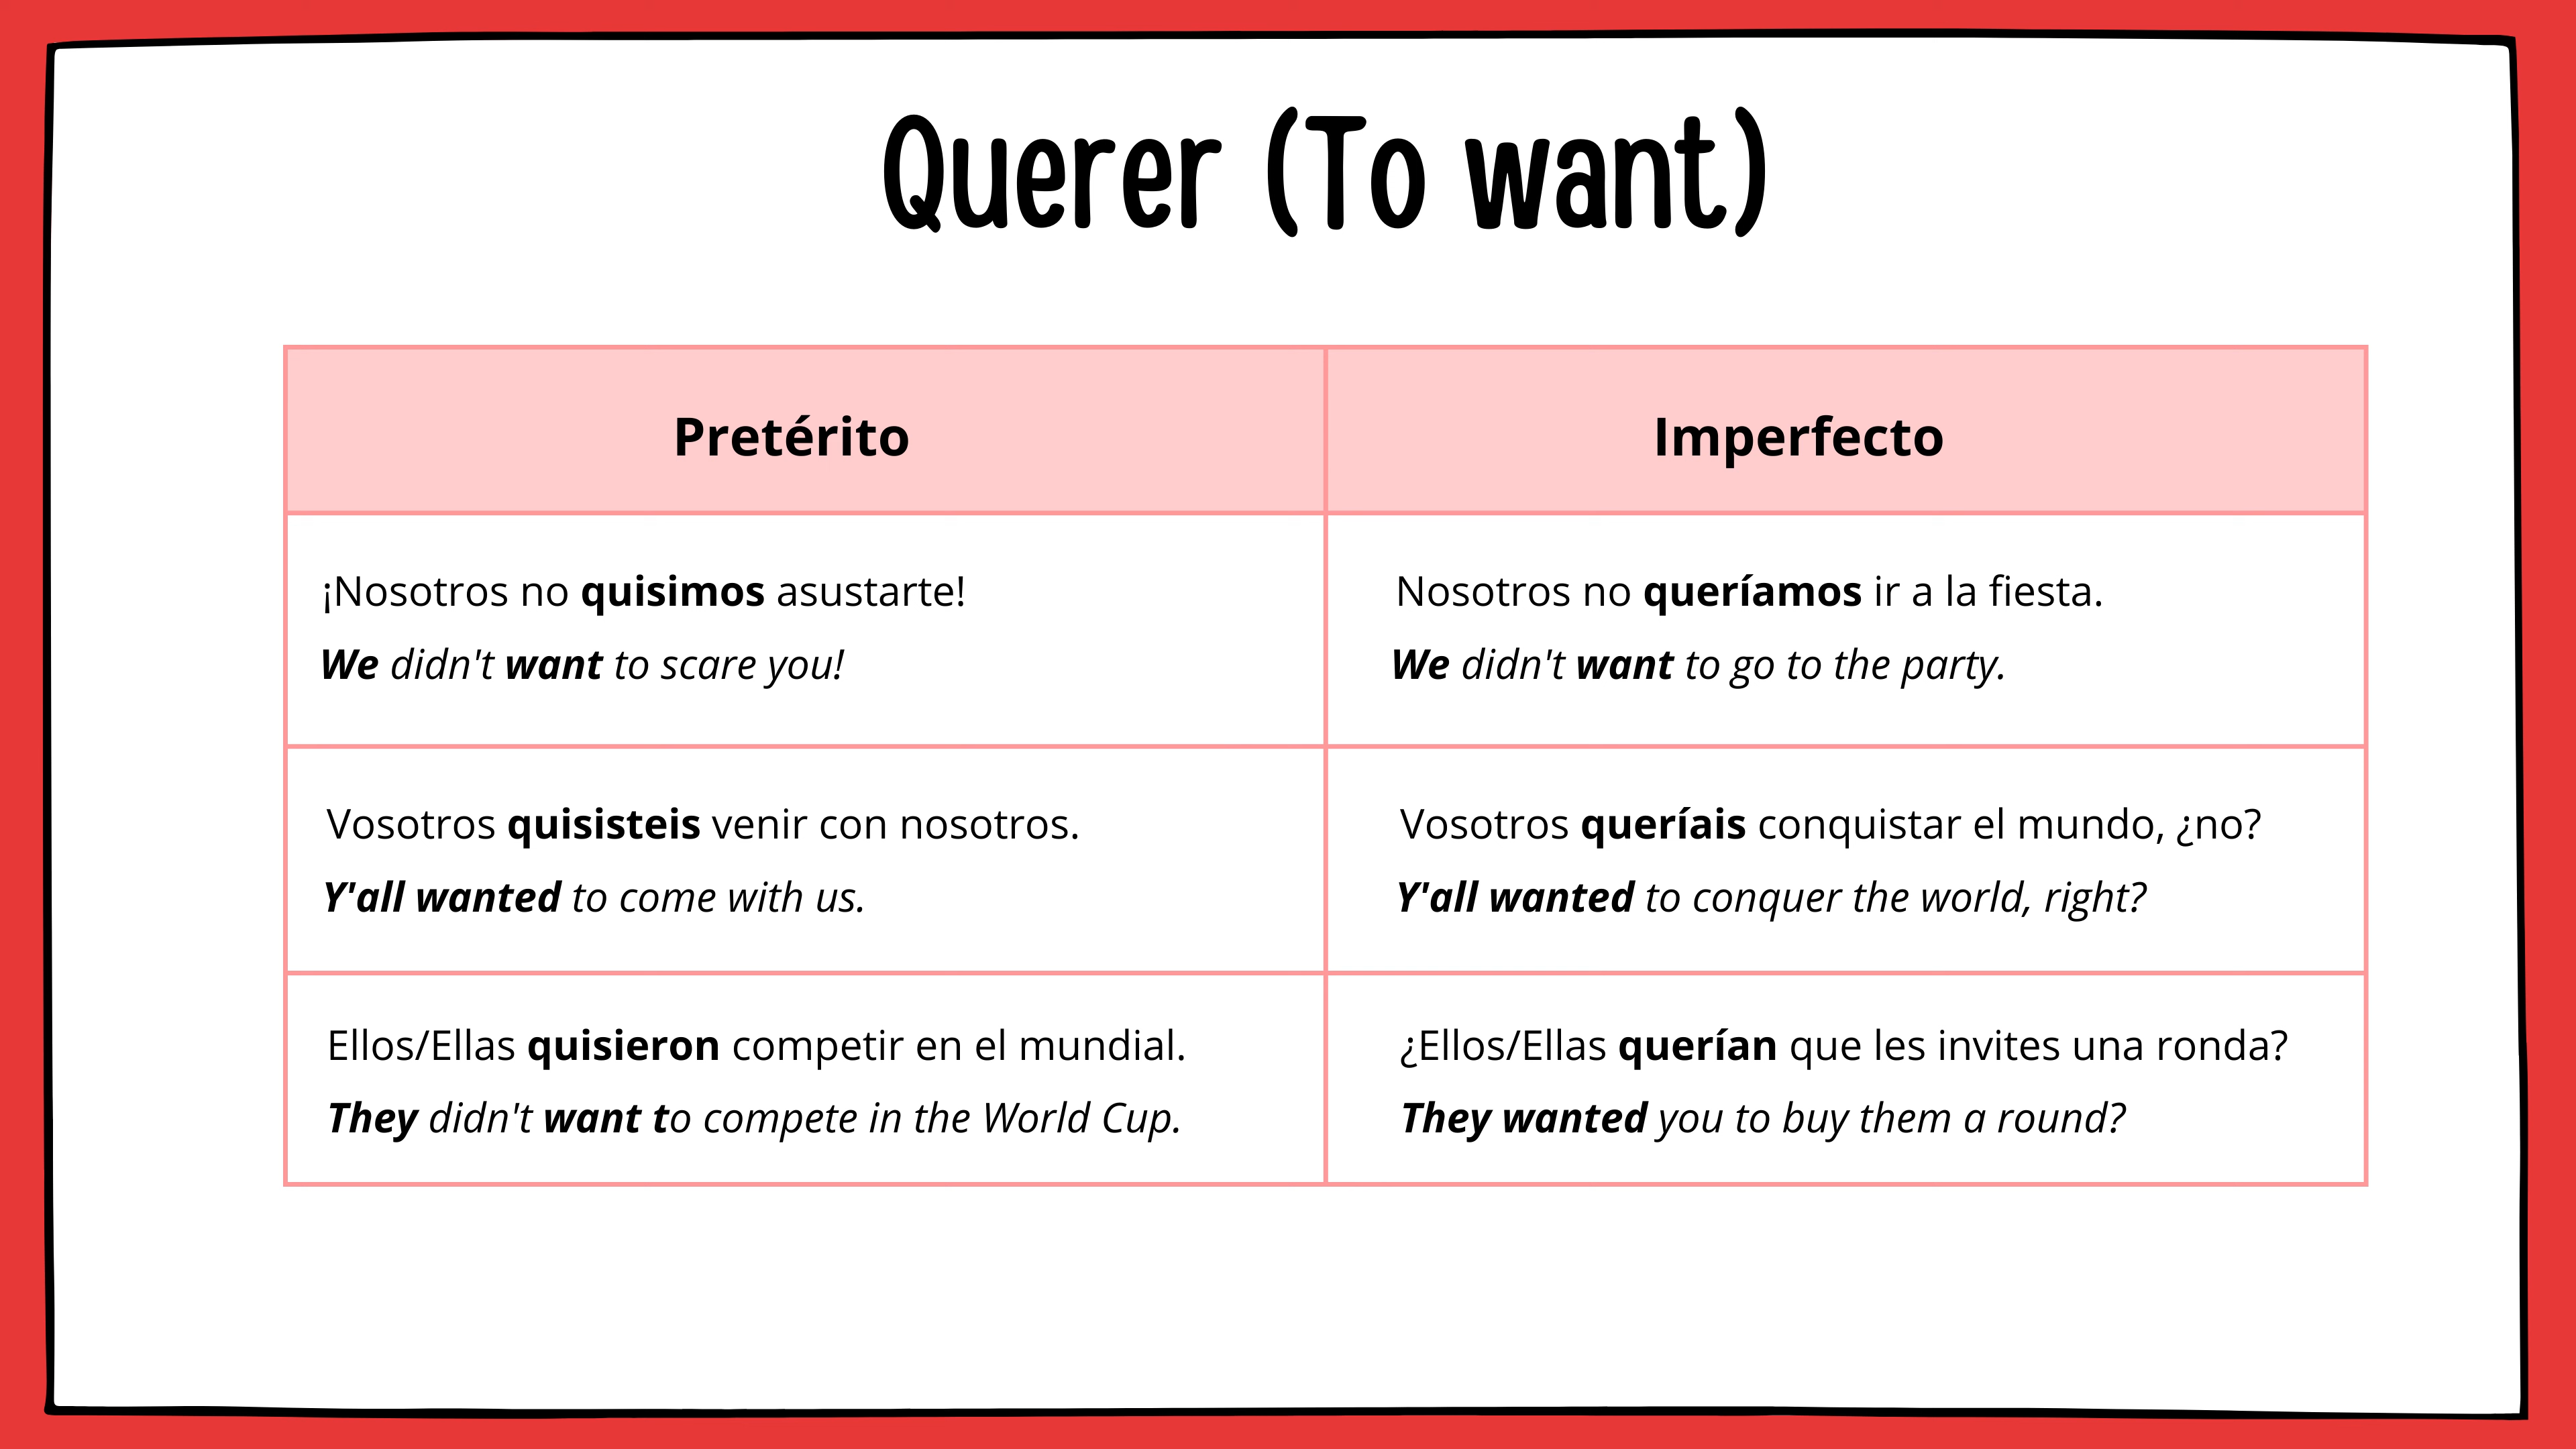 Querer (To want)
Pretérito
Imperfecto
¡Nosotros no quisimos asustarte!
We didn't want to scare you!
Nosotros no queríamos ir a la fiesta.
We didn't want to go to the party.
Vosotros quisisteis venir con nosotros.
Y'all wanted to come with us.
Vosotros queríais conquistar el mundo, ¿no?
Y'all wanted to conquer the world, right?
Ellos/Ellas quisieron competir en el mundial.
They didn't want to compete in the World Cup.
¿Ellos/Ellas querían que les invites una ronda?
They wanted you to buy them a round?